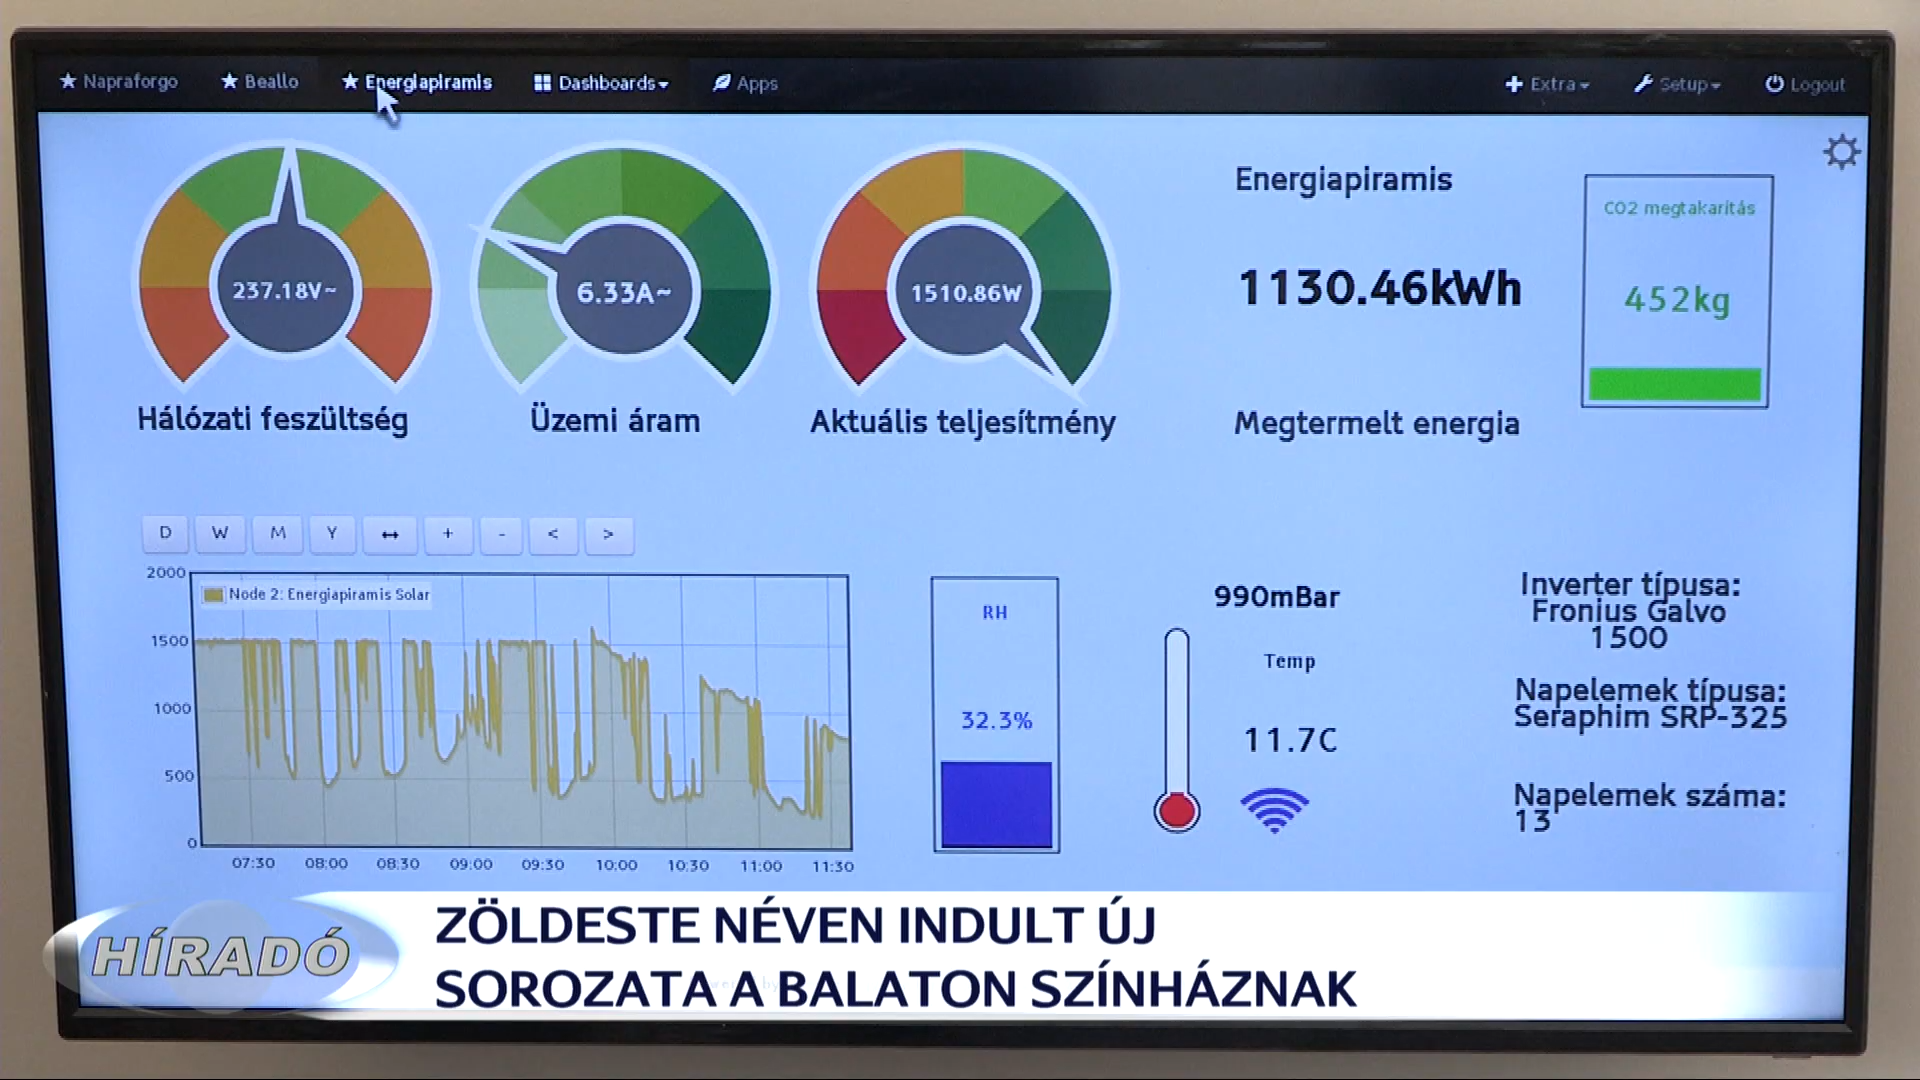 Napraforgo
Beallo
Energiapiramis
Dashboards
Apps
Extra
Setup
Logout
237.18V~
6.33A~
1510.86W
Hálózati feszültség
Üzemi áram
Aktuális teljesítmény
Energiapiramis
1130.46kWh
Megtermelt energia
CO2 megtakarítás
452kg
D W M Y ↔ + - < >
Node 2: Energiapiramis Solar
2000
1500
1000
500
0
07:30 08:00 08:30 09:00 09:30 10:00 10:30 11:00 11:30
RH
32.3%
990mBar
Temp
11.7C
Inverter típusa:
Fronius Galvo
1500
Napelemek típusa:
Seraphim SRP-325
Napelemek száma:
13
HÍRADÓ
ZÖLDESTE NÉVEN INDULT ÚJ
SOROZATA A BALATON SZÍNHÁZNAK